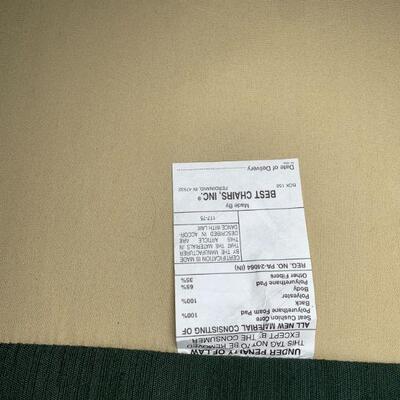 UNDER PENALTY OF LAW
THIS TAG NOT TO BE REMOVED
EXCEPT BY THE CONSUMER
ALL NEW MATERIAL CONSISTING OF
Seat Cushion Core
Polyurethane Foam Pad 100%
Back
Polyester 100%
Body
Polyurethane Pad 65%
Other Fibers 35%
REG. NO. PA-24864 (IN)
CERTIFICATION IS MADE
BY THE MANUFACTURER
THAT THE MATERIALS IN
THIS ARTICLE ARE
DESCRIBED IN ACCOR-
DANCE WITH LAW.
117-75
Made By
BEST CHAIRS, INC.®
BOX 158 FERDINAND, IN 47532
Date of Delivery